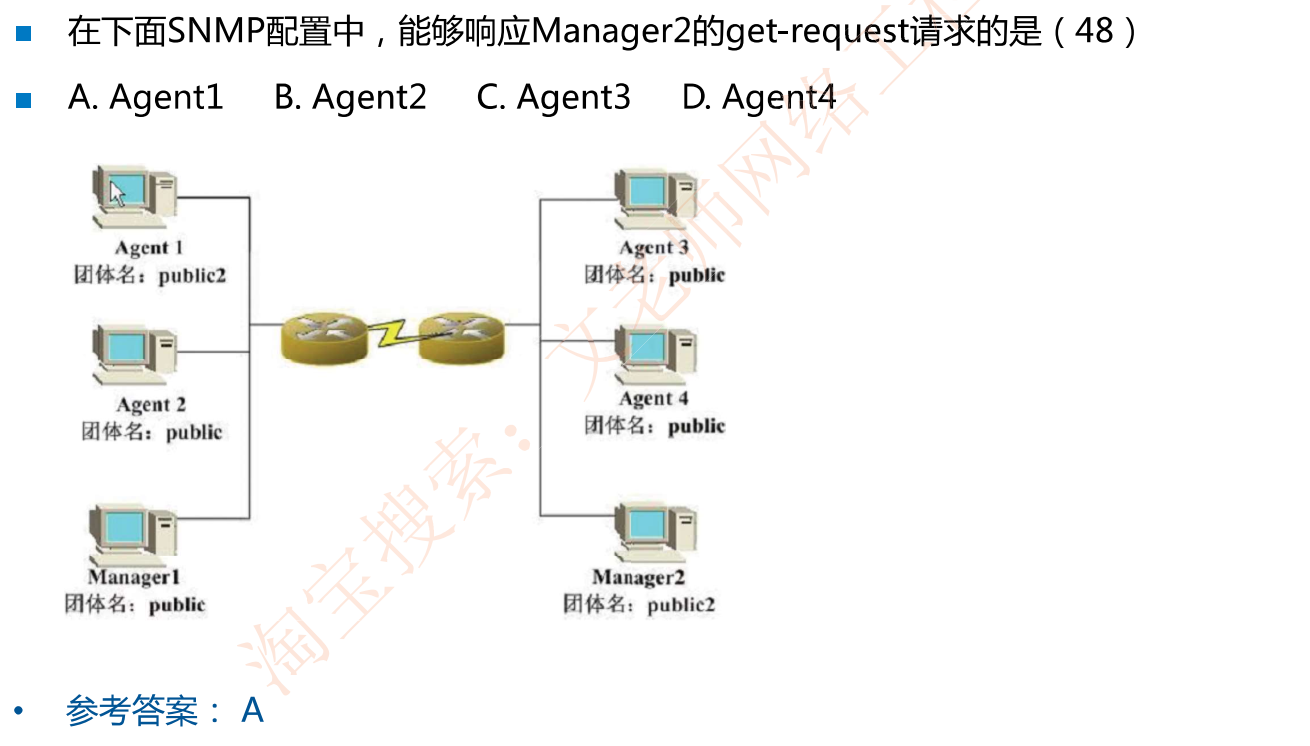 在下面SNMP配置中，能够响应Manager2的get-request请求的是（48）
A. Agent1 B. Agent2 C. Agent3 D. Agent4
Agent 1
团体名：public2
Agent 3
团体名：public
Agent 2
团体名：public
Agent 4
团体名：public
Manager1
团体名：public
Manager2
团体名：public2
淘宝搜索：文老师网络工程
参考答案： A